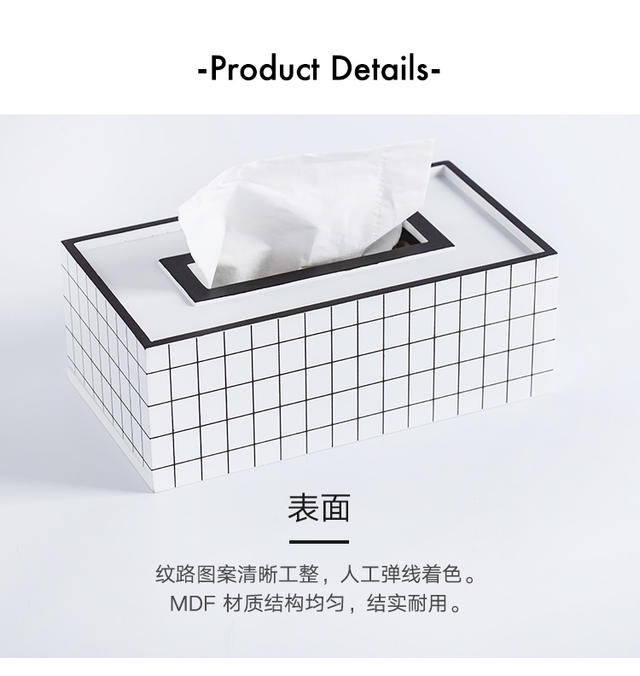 -Product Details-
表面
纹路图案清晰工整，人工弹线着色。
MDF 材质结构均匀，结实耐用。